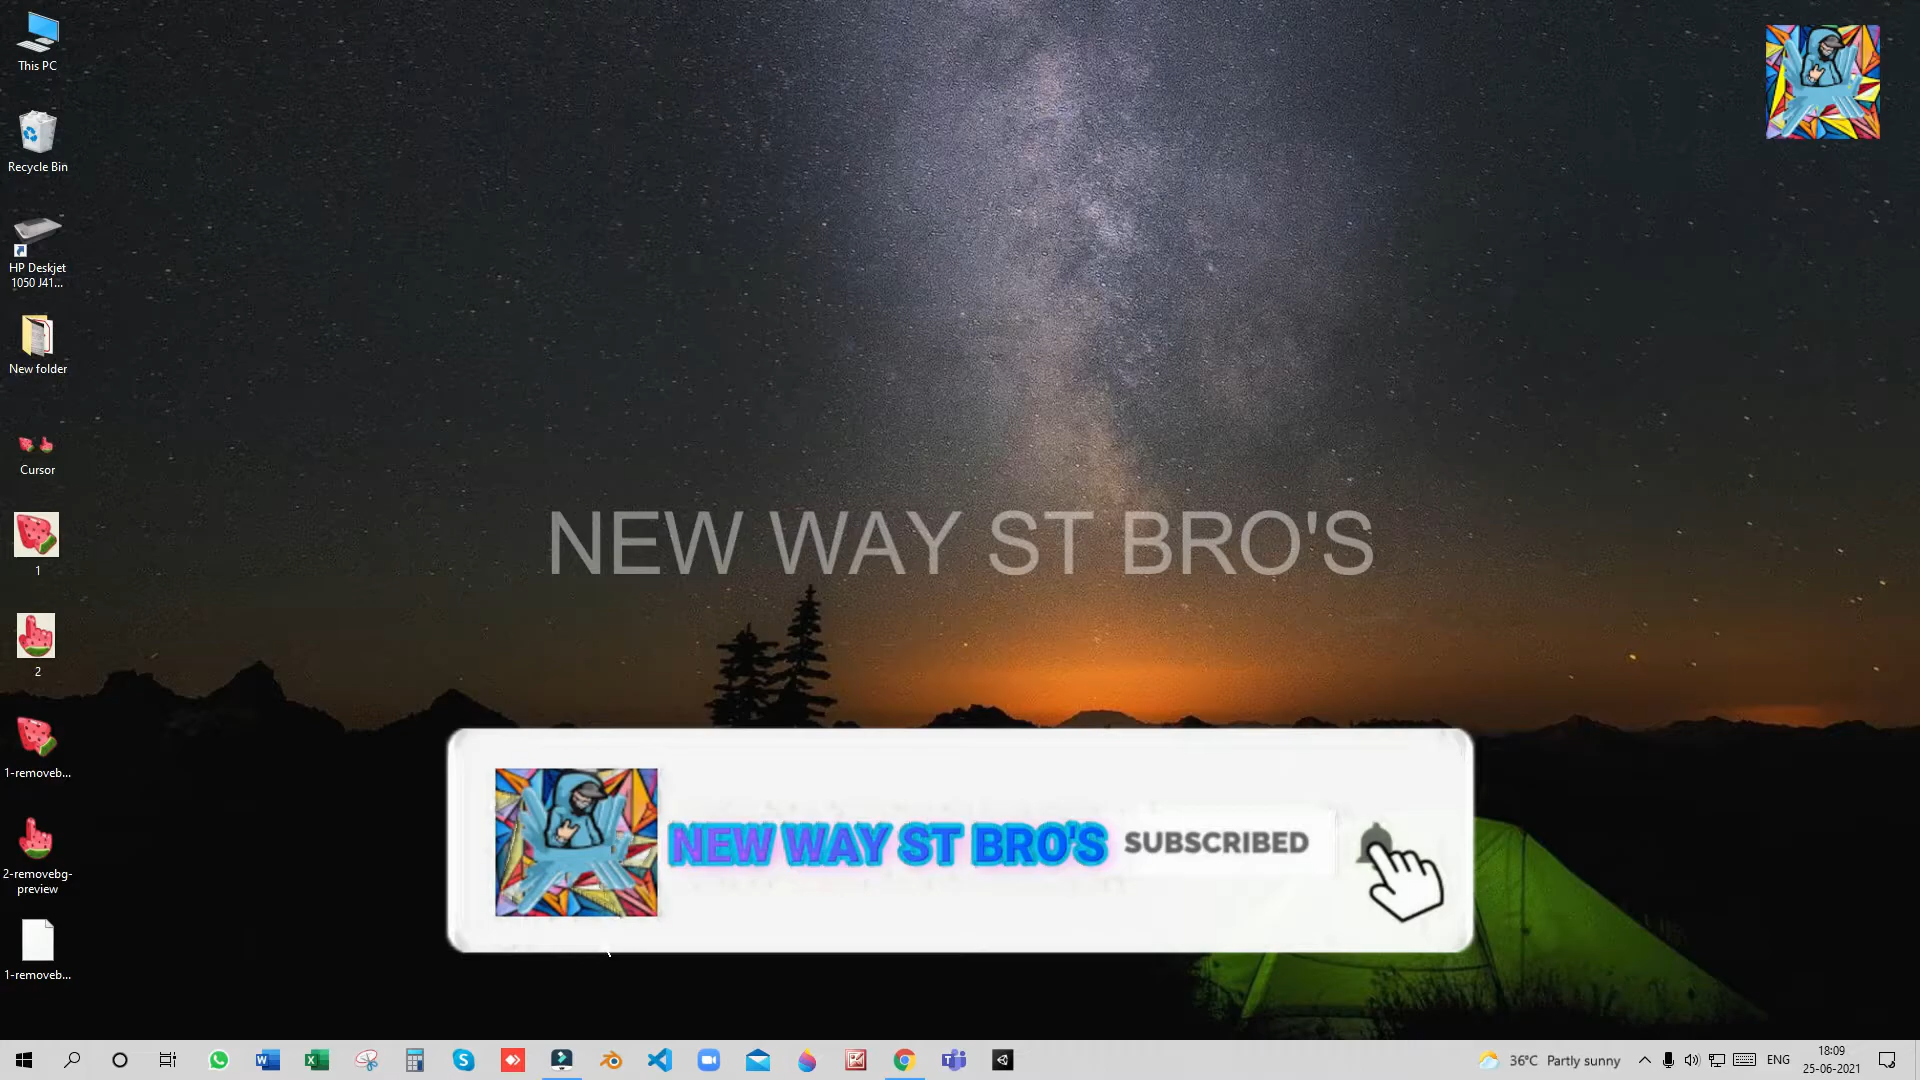 This PC
Recycle Bin
HP Deskjet
1050 J41...
New folder
Cursor
1
2
1-removeb...
2-removebg-
preview
1-removeb...
NEW WAY ST BRO'S
NEW WAY ST BRO'S SUBSCRIBED
36°C Partly sunny
ENG
18:09
25-06-2021